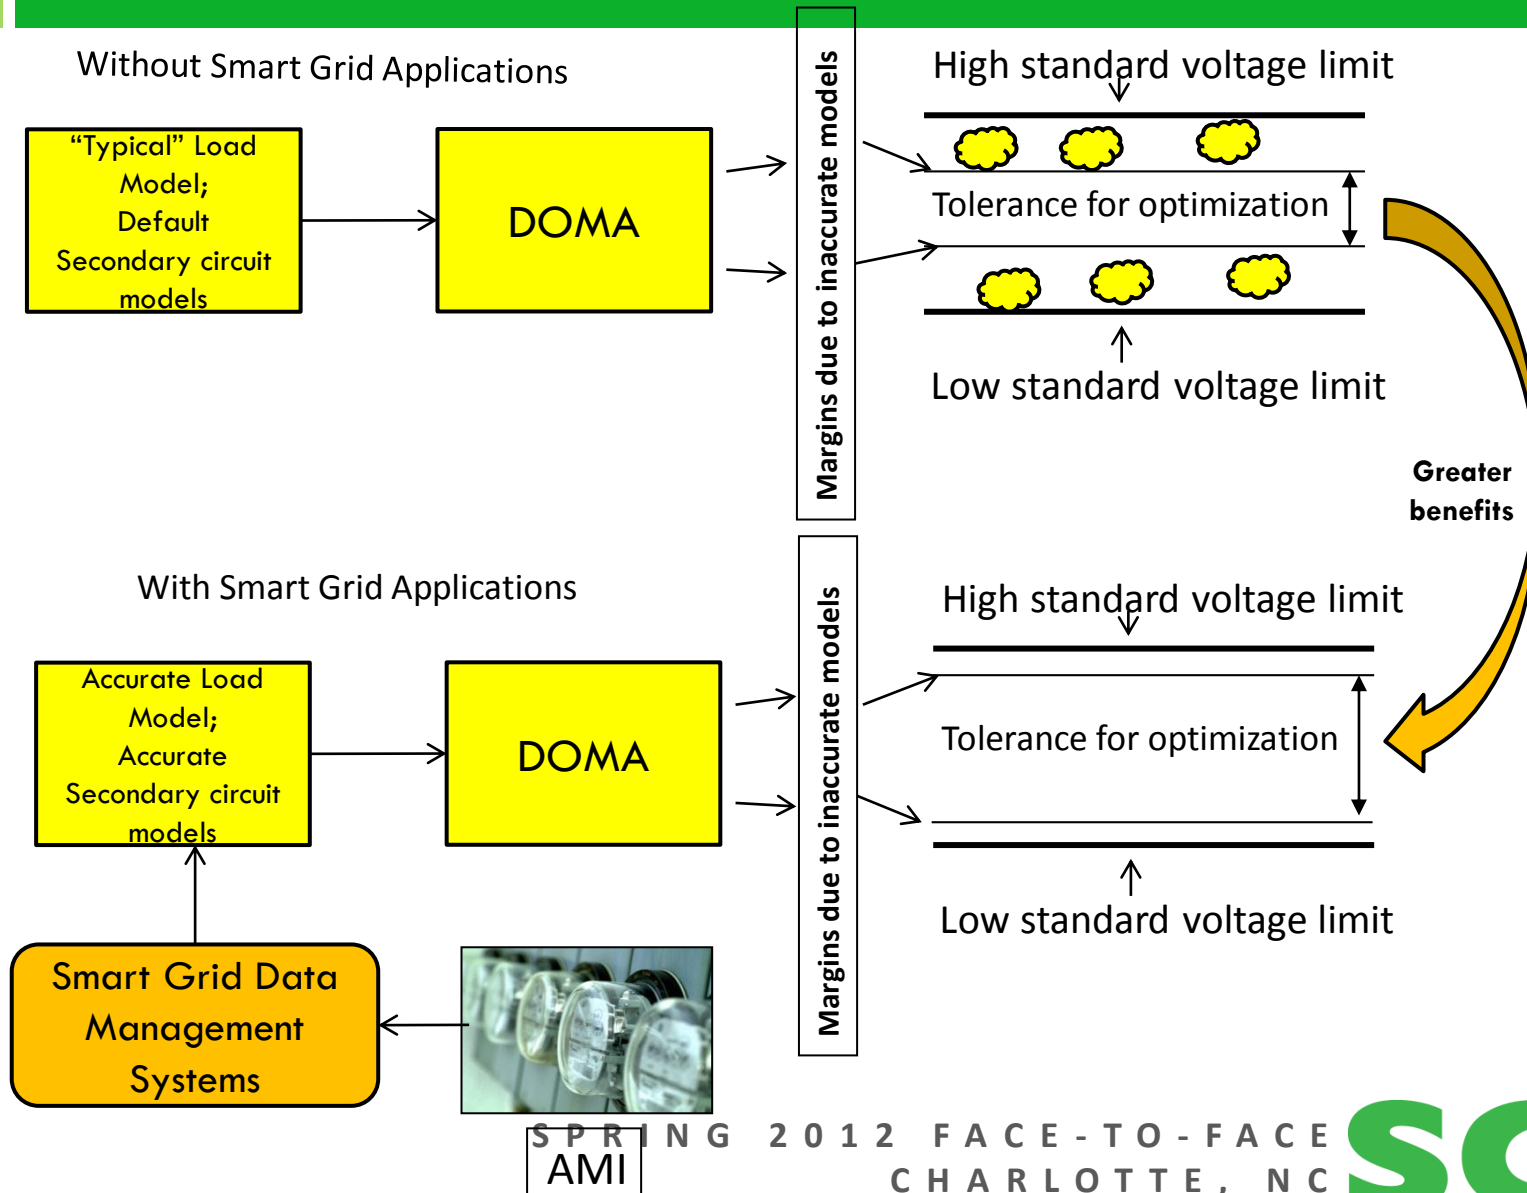 Without Smart Grid Applications
“Typical” Load
Model;
Default
Secondary circuit
models
DOMA
Margins due to inaccurate models
High standard voltage limit
Tolerance for optimization
Low standard voltage limit
Greater
benefits
With Smart Grid Applications
Accurate Load
Model;
Accurate
Secondary circuit
models
DOMA
Margins due to inaccurate models
High standard voltage limit
Tolerance for optimization
Low standard voltage limit
Smart Grid Data
Management
Systems
AMI
SPRING 2012 FACE-TO-FACE
CHARLOTTE, NC